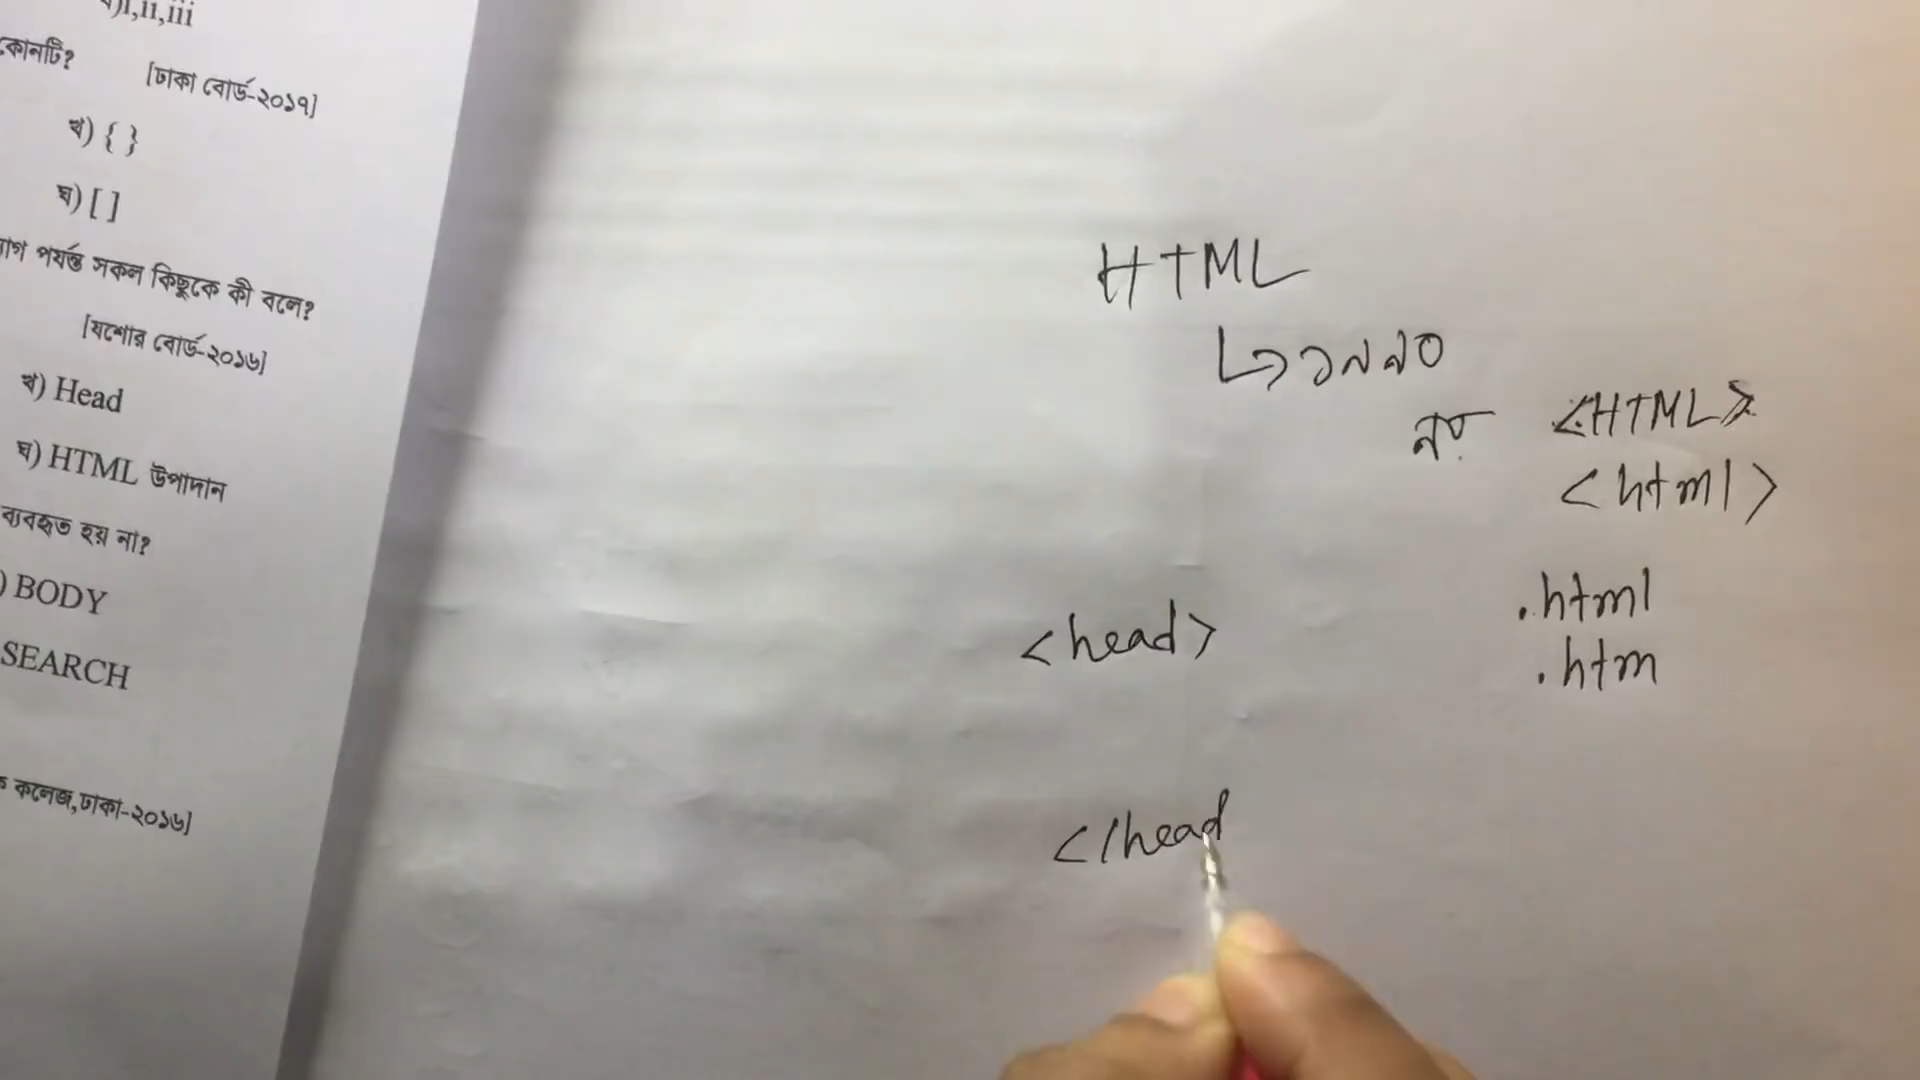 i,ii,iii
কোনটি?
[ঢাকা বোর্ড-২০১৭]
খ) { }
ঘ) [ ]
পর্যন্ত সকল কিছুকে কী বলে?
[যশোর বোর্ড-২০১৬]
খ) Head
ঘ) HTML উপাদান
ব্যবহৃত হয় না?
) BODY
SEARCH
কলেজ,ঢাকা-২০১৬]
HTML
১৯৯০
<HTML>
<html>
.html
.htm
<head>
</head